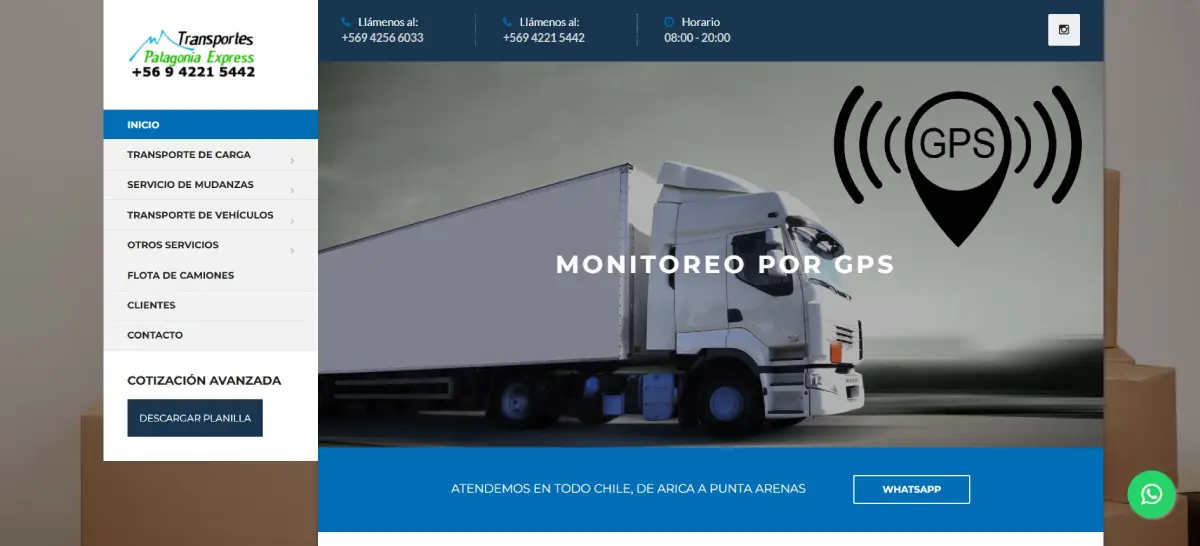 Transportes
Patagonia Express
+56 9 4221 5442
Llámenos al:
+569 4256 6033
Llámenos al:
+569 4221 5442
Horario
08:00 - 20:00
INICIO
TRANSPORTE DE CARGA
SERVICIO DE MUDANZAS
TRANSPORTE DE VEHÍCULOS
OTROS SERVICIOS
FLOTA DE CAMIONES
CLIENTES
CONTACTO
COTIZACIÓN AVANZADA
DESCARGAR PLANILLA
GPS
MONITOREO POR GPS
ATENDEMOS EN TODO CHILE, DE ARICA A PUNTA ARENAS
WHATSAPP